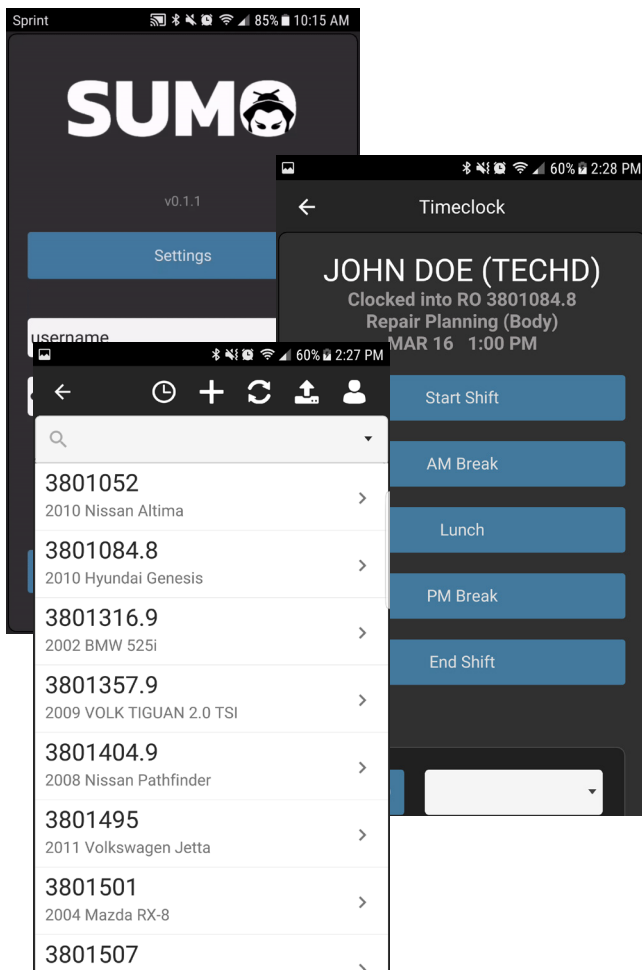 Sprint 85% 10:15 AM
SUMO
v0.1.1
Settings
username
60% 2:28 PM
Timeclock
JOHN DOE (TECHD)
Clocked into RO 3801084.8
Repair Planning (Body)
MAR 16 1:00 PM
Start Shift
AM Break
Lunch
PM Break
End Shift
60% 2:27 PM
3801052
2010 Nissan Altima
3801084.8
2010 Hyundai Genesis
3801316.9
2002 BMW 525i
3801357.9
2009 VOLK TIGUAN 2.0 TSI
3801404.9
2008 Nissan Pathfinder
3801495
2011 Volkswagen Jetta
3801501
2004 Mazda RX-8
3801507